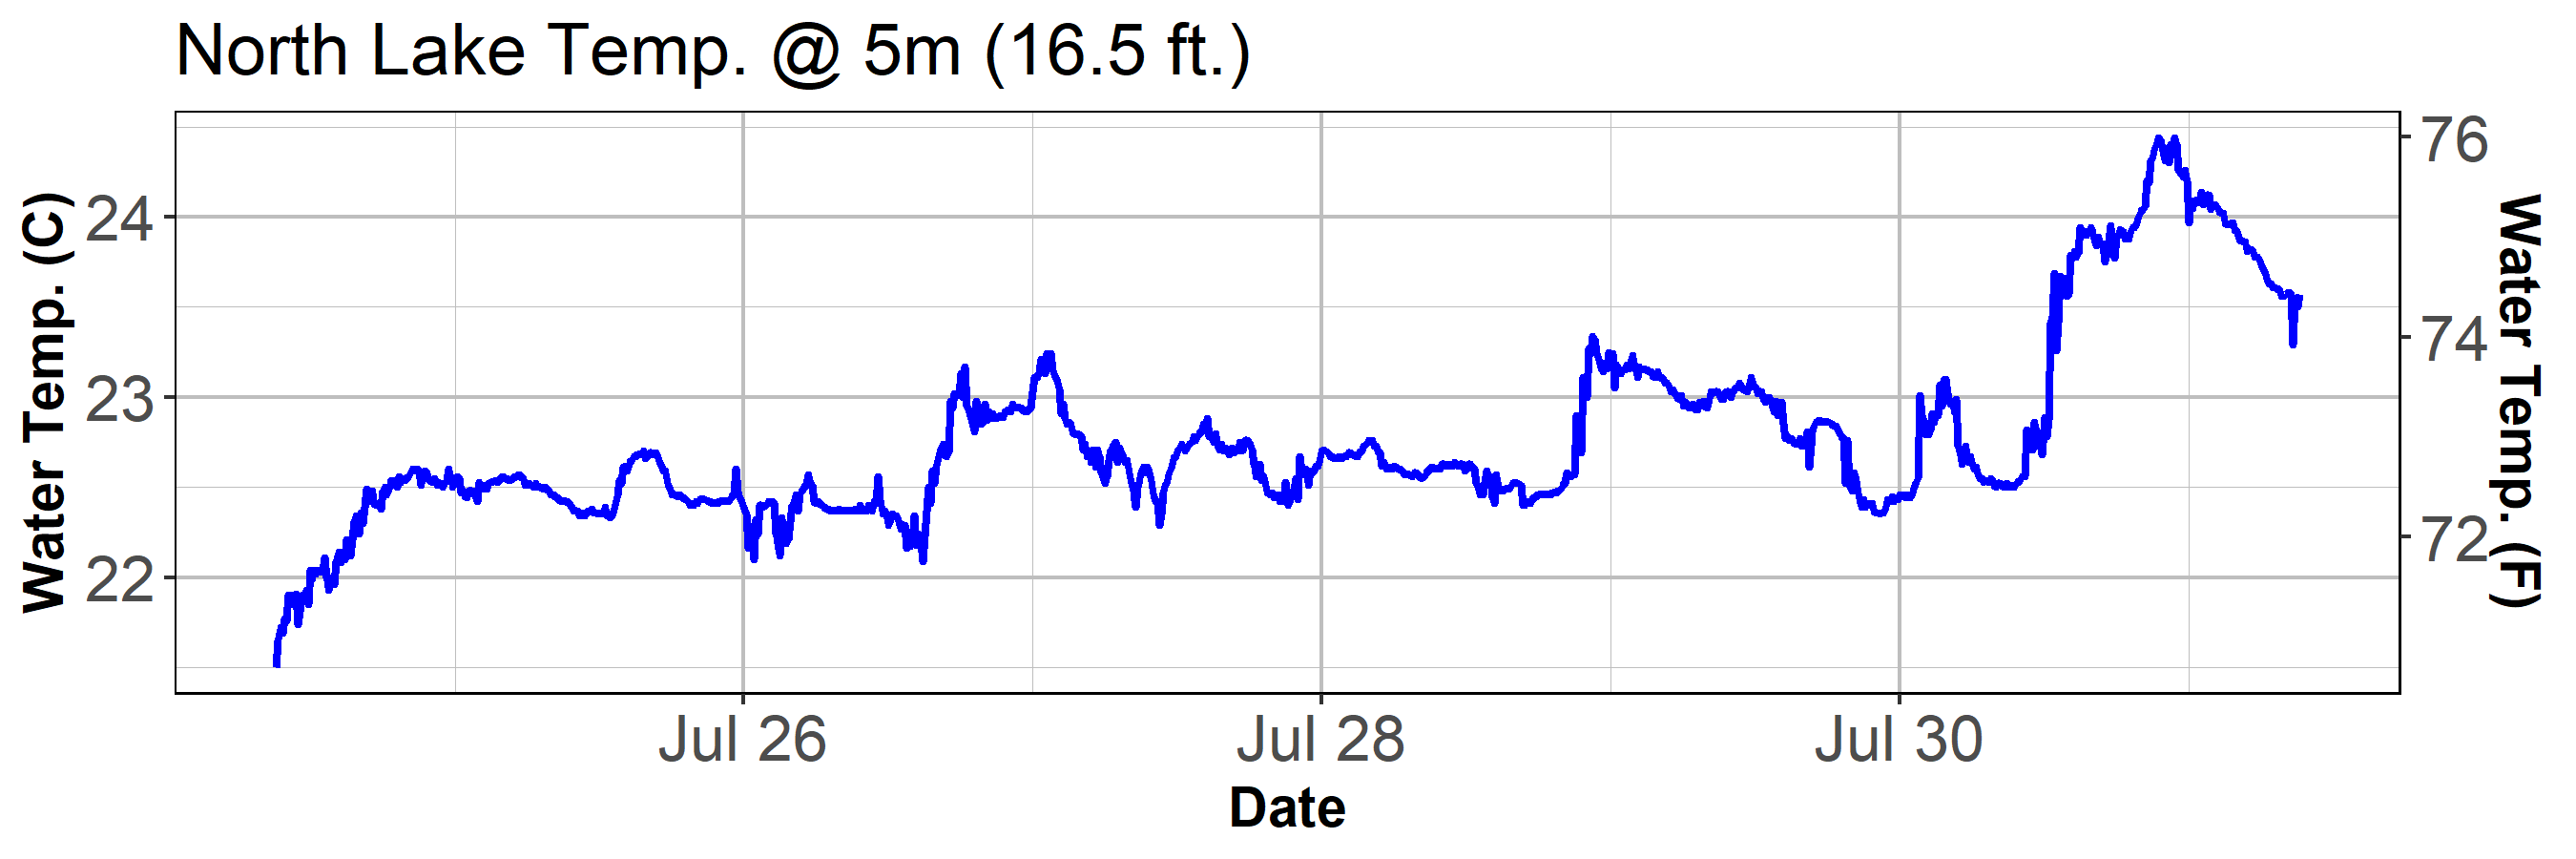 North Lake Temp. @ 5m (16.5 ft.)
Water Temp. (C)
24
23
22
76
74
72
Water Temp. (F)
Jul 26
Jul 28
Jul 30
Date